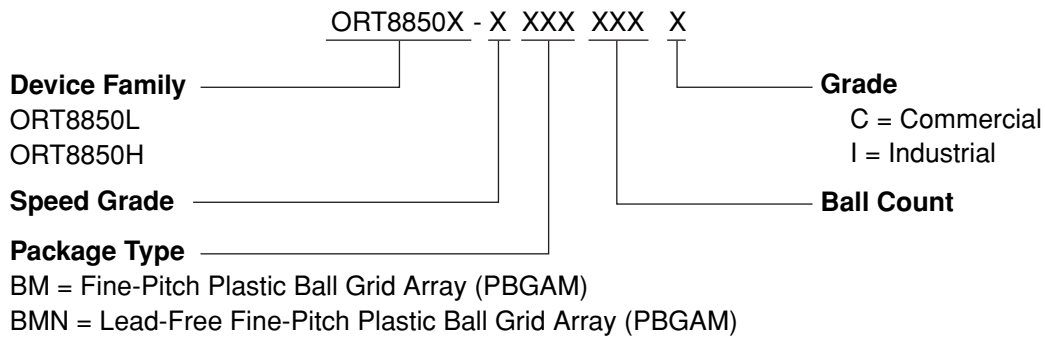 ORT8850X - X XXX XXX X
Device Family
ORT8850L
ORT8850H
Speed Grade
Package Type
BM = Fine-Pitch Plastic Ball Grid Array (PBGAM)
BMN = Lead-Free Fine-Pitch Plastic Ball Grid Array (PBGAM)
Grade
C = Commercial
I = Industrial
Ball Count